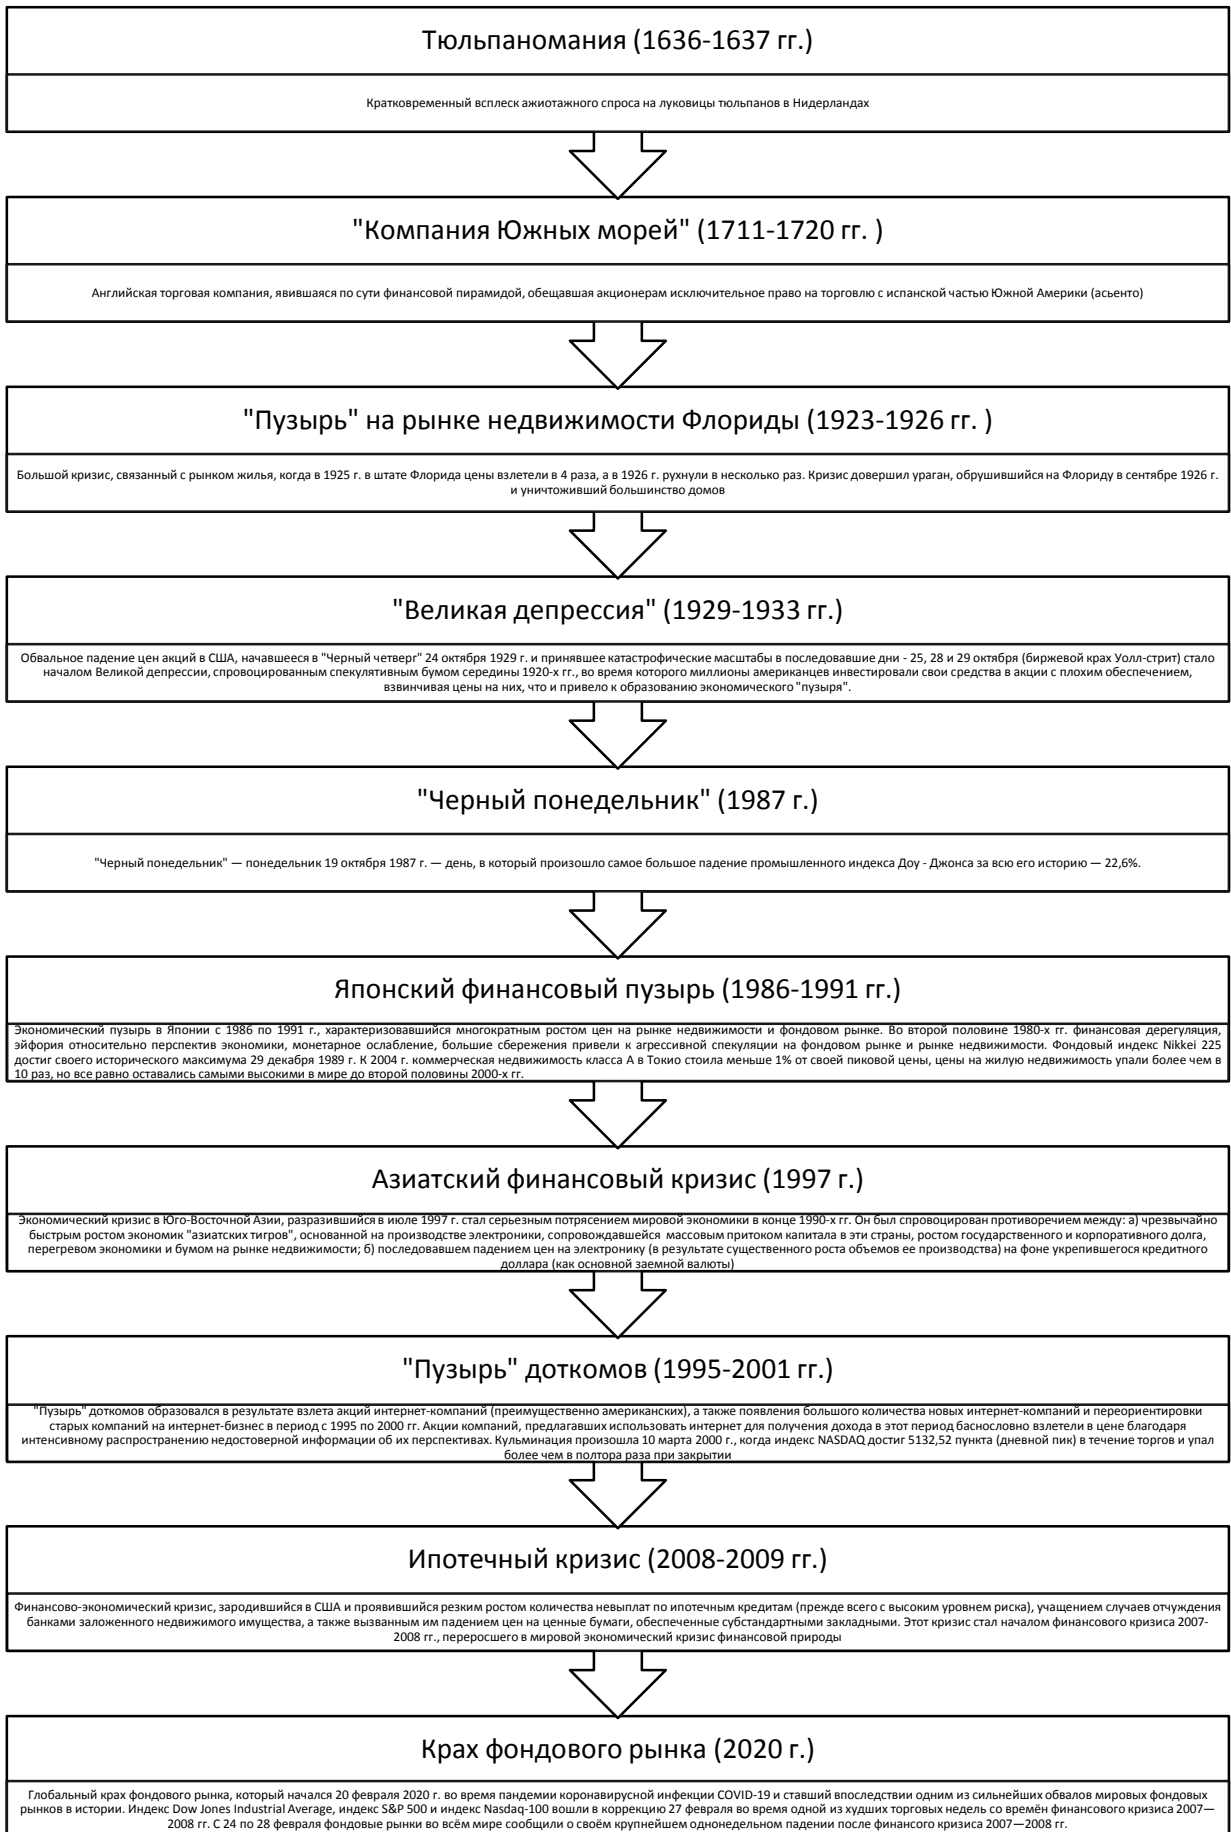 Тюльпаномания (1636-1637 гг.)
Кратковременный всплеск ажиотажного спроса на луковицы тюльпанов в Нидерландах
"Компания Южных морей" (1711-1720 гг. )
Английская торговая компания, явившаяся по сути финансовой пирамидой, обещавшая акционерам исключительное право на торговлю с испанской частью Южной Америки (асьенто)
"Пузырь" на рынке недвижимости Флориды (1923-1926 гг. )
Большой кризис, связанный с рынком жилья, когда в 1925 г. в штате Флорида цены взлетели в 4 раза, а в 1926 г. рухнули в несколько раз. Кризис довершил ураган, обрушившийся на Флориду в сентябре 1926 г.
и уничтоживший большинство домов
"Великая депрессия" (1929-1933 гг.)
Обвальное падение цен акций в США, начавшееся в "Черный четверг" 24 октября 1929 г. и принявшее катастрофические масштабы в последовавшие дни - 25, 28 и 29 октября (биржевой крах Уолл-стрит) стало
началом Великой депрессии, спровоцированным спекулятивным бумом середины 1920-х гг., во время которого миллионы американцев инвестировали свои средства в акции с плохим обеспечением,
взвинчивая цены на них, что и привело к образованию экономического "пузыря".
"Черный понедельник" (1987 г.)
"Черный понедельник" — понедельник 19 октября 1987 г. — день, в который произошло самое большое падение промышленного индекса Доу - Джонса за всю его историю — 22,6%.
Японский финансовый пузырь (1986-1991 гг.)
Экономический пузырь в Японии с 1986 по 1991 г., характеризовавшийся многократным ростом цен на рынке недвижимости и фондовом рынке. Во второй половине 1980-х гг. финансовая дерегуляция,
эйфория относительно перспектив экономики, монетарное ослабление, большие сбережения привели к агрессивной спекуляции на фондовом рынке и рынке недвижимости. Фондовый индекс Nikkei 225
достиг своего исторического максимума 29 декабря 1989 г. К 2004 г. коммерческая недвижимость класса А в Токио стоила меньше 1% от своей пиковой цены, цены на жилую недвижимость упали более чем в
10 раз, но все равно оставались самыми высокими в мире до второй половины 2000-х гг.
Азиатский финансовый кризис (1997 г.)
Экономический кризис в Юго-Восточной Азии, разразившийся в июле 1997 г. стал серьезным потрясением мировой экономики в конце 1990-х гг. Он был спровоцирован противоречием между: а) чрезвычайно
быстрым ростом экономик "азиатских тигров", основанной на производстве электроники, сопровождавшейся массовым притоком капитала в эти страны, ростом государственного и корпоративного долга,
перегревом экономики и бумом на рынке недвижимости; б) последовавшем падением цен на электронику (в результате существенного роста объемов ее производства) на фоне укрепившегося кредитного
доллара (как основной заемной валюты)
"Пузырь" доткомов (1995-2001 гг.)
"Пузырь" доткомов образовался в результате взлета акций интернет-компаний (преимущественно американских), а также появления большого количества новых интернет-компаний и переориентировки
старых компаний на интернет-бизнес в период с 1995 по 2000 гг. Акции компаний, предлагавших использовать интернет для получения дохода в этот период баснословно взлетели в цене благодаря
интенсивному распространению недостоверной информации об их перспективах. Кульминация произошла 10 марта 2000 г., когда индекс NASDAQ достиг 5132,52 пункта (дневной пик) в течение торгов и упал
более чем в полтора раза при закрытии
Ипотечный кризис (2008-2009 гг.)
Финансово-экономический кризис, зародившийся в США и проявившийся резким ростом количества невыплат по ипотечным кредитам (прежде всего с высоким уровнем риска), учащением случаев отчуждения
банками заложенного недвижимого имущества, а также вызванным им падением цен на ценные бумаги, обеспеченные субстандартными закладными. Этот кризис стал началом финансового кризиса 2007-
2008 гг., переросшего в мировой экономический кризис финансовой природы
Крах фондового рынка (2020 г.)
Глобальный крах фондового рынка, который начался 20 февраля 2020 г. во время пандемии коронавирусной инфекции COVID-19 и ставший впоследствии одним из сильнейших обвалов мировых фондовых
рынков в истории. Индекс Dow Jones Industrial Average, индекс S&P 500 и индекс Nasdaq-100 вошли в коррекцию 27 февраля во время одной из худших торговых недель со времён финансового кризиса 2007—
2008 гг. С 24 по 28 февраля фондовые рынки во всём мире сообщили о своём крупнейшем однонедельном падении после финансого кризиса 2007—2008 гг.